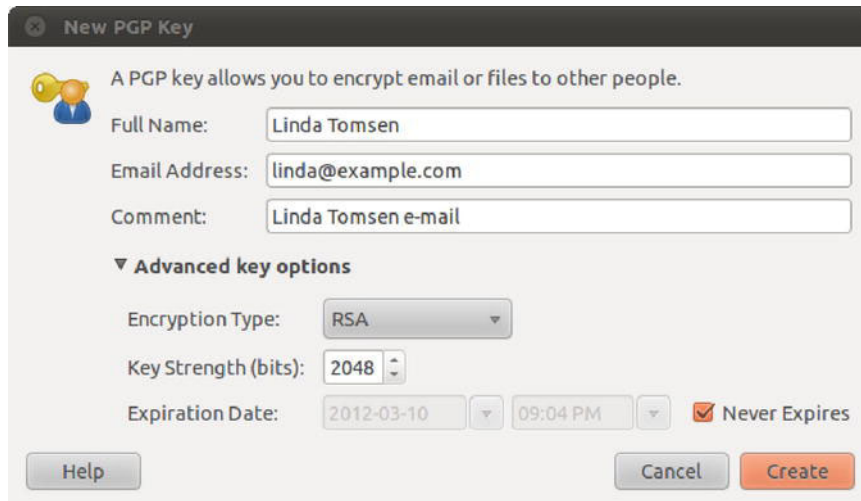 New PGP Key
A PGP key allows you to encrypt email or files to other people.
Full Name: Linda Tomsen
Email Address: linda@example.com
Comment: Linda Tomsen e-mail
Advanced key options
Encryption Type: RSA
Key Strength (bits): 2048
Expiration Date: 2012-03-10 09:04 PM Never Expires
Help Cancel Create